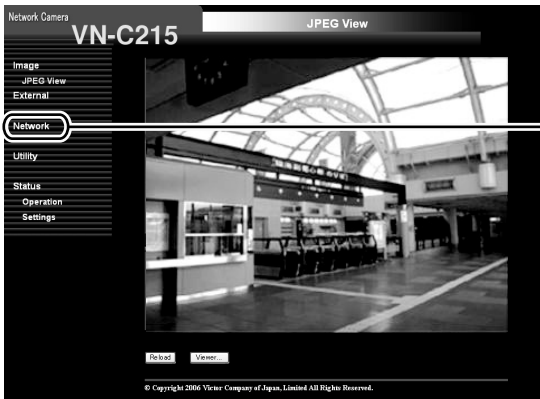 Network Camera
VN-C215
JPEG View
Image
JPEG View
External
Network
Utility
Status
Operation
Settings
Reload
Viewer...
© Copyright 2006 Victor Company of Japan, Limited All Rights Reserved.